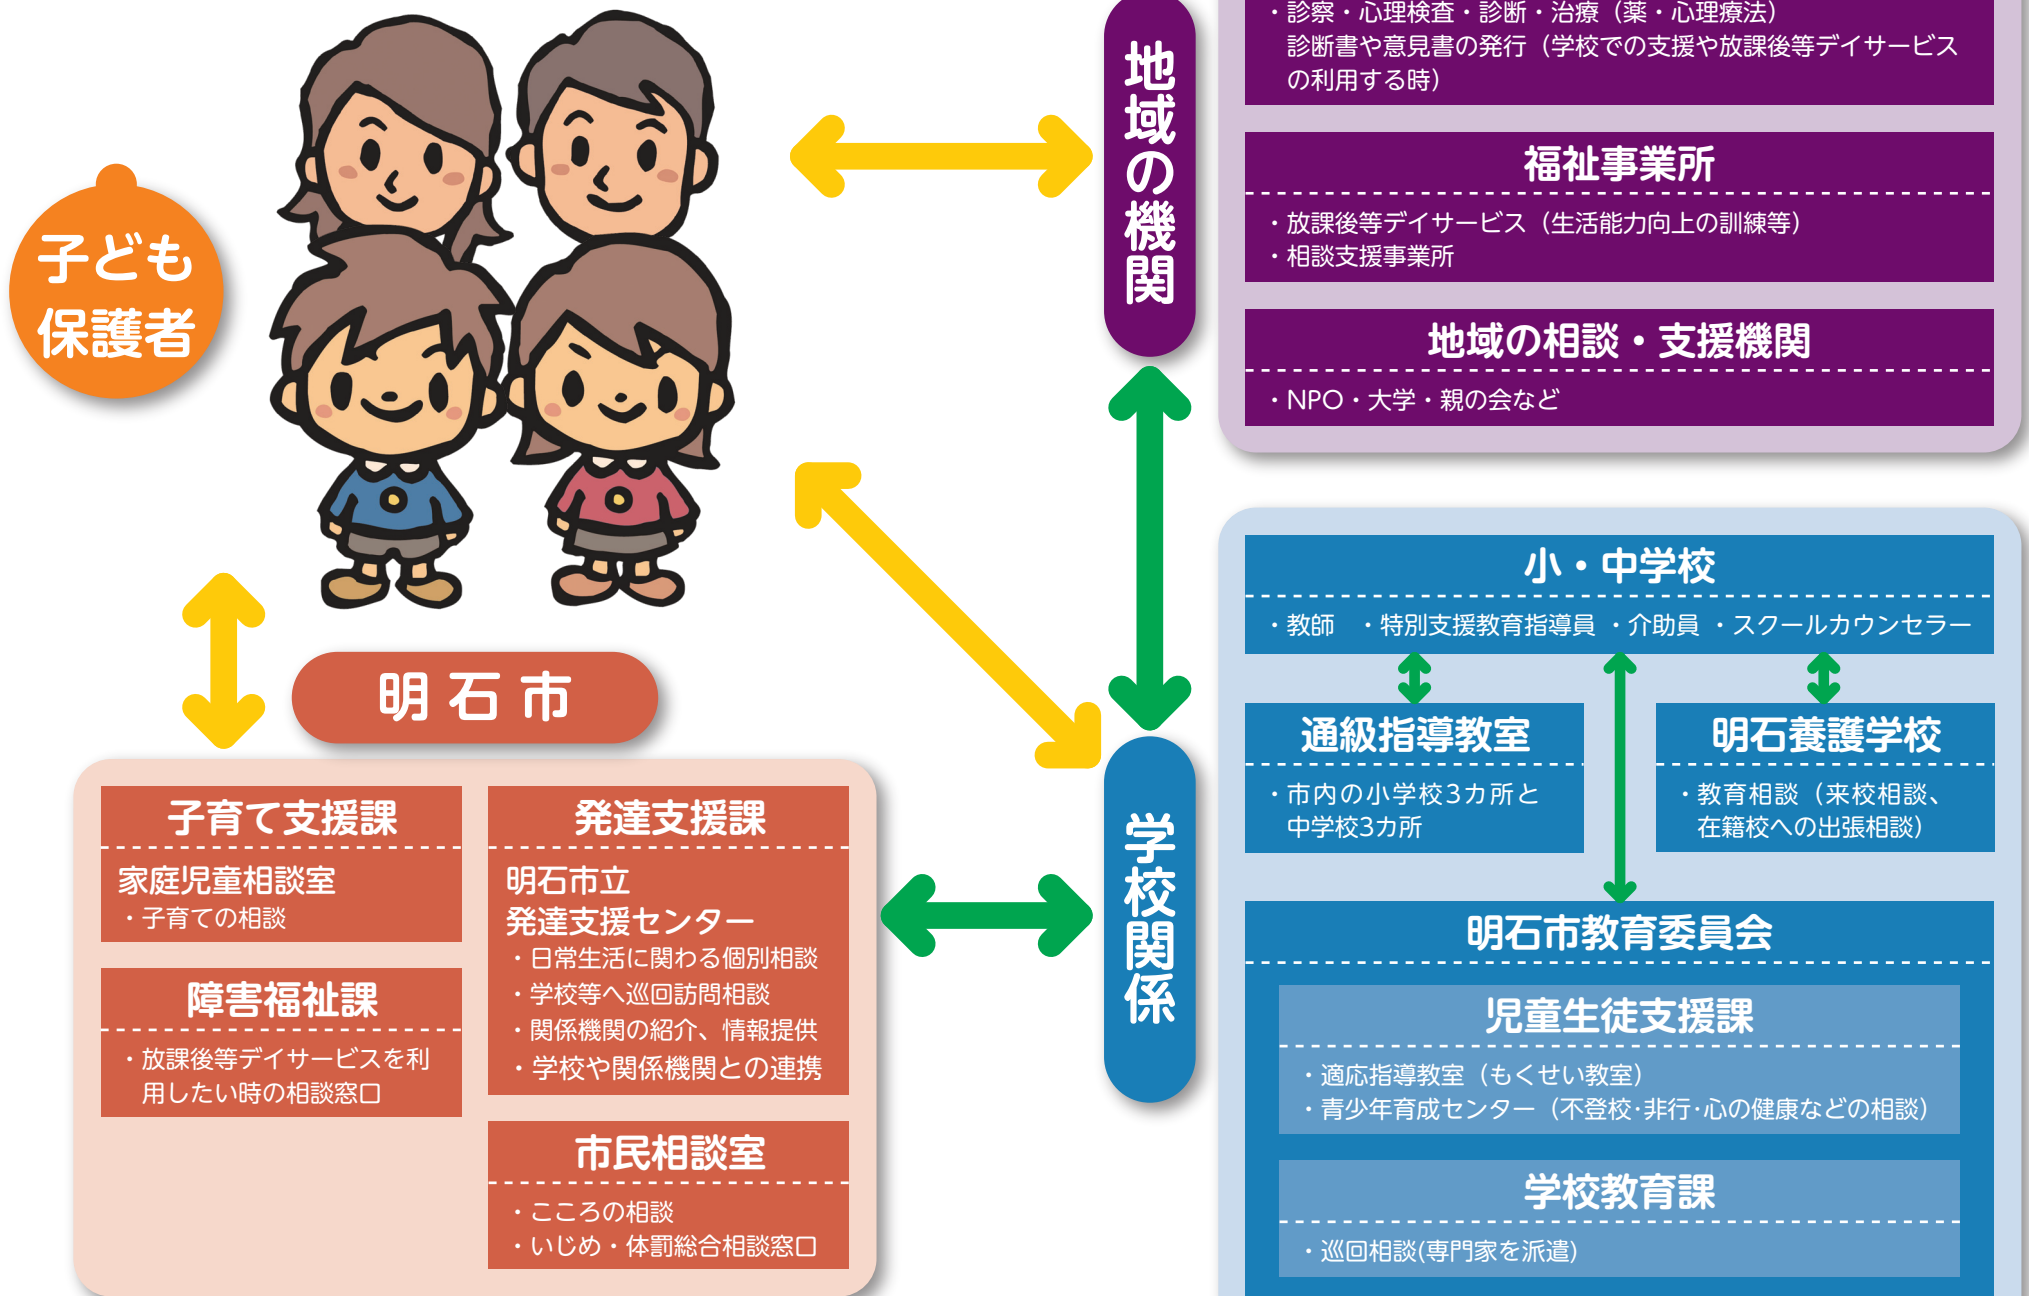 子ども
保護者
地域の機関
・診察・心理検査・診断・治療（薬・心理療法）
診断書や意見書の発行（学校での支援や放課後等デイサービス
の利用する時）
福祉事業所
・放課後等デイサービス（生活能力向上の訓練等）
・相談支援事業所
地域の相談・支援機関
・NPO・大学・親の会など
明石市
子育て支援課
家庭児童相談室
・子育ての相談
障害福祉課
・放課後等デイサービスを利
用したい時の相談窓口
発達支援課
明石市立
発達支援センター
・日常生活に関わる個別相談
・学校等へ巡回訪問相談
・関係機関の紹介、情報提供
・学校や関係機関との連携
市民相談室
・こころの相談
・いじめ・体罰総合相談窓口
学校関係
小・中学校
・教師　・特別支援教育指導員 ・介助員 ・スクールカウンセラー
通級指導教室
・市内の小学校3カ所と
中学校3カ所
明石養護学校
・教育相談（来校相談、
在籍校への出張相談）
明石市教育委員会
児童生徒支援課
・適応指導教室（もくせい教室）
・青少年育成センター（不登校･非行･心の健康などの相談）
学校教育課
・巡回相談(専門家を派遣)